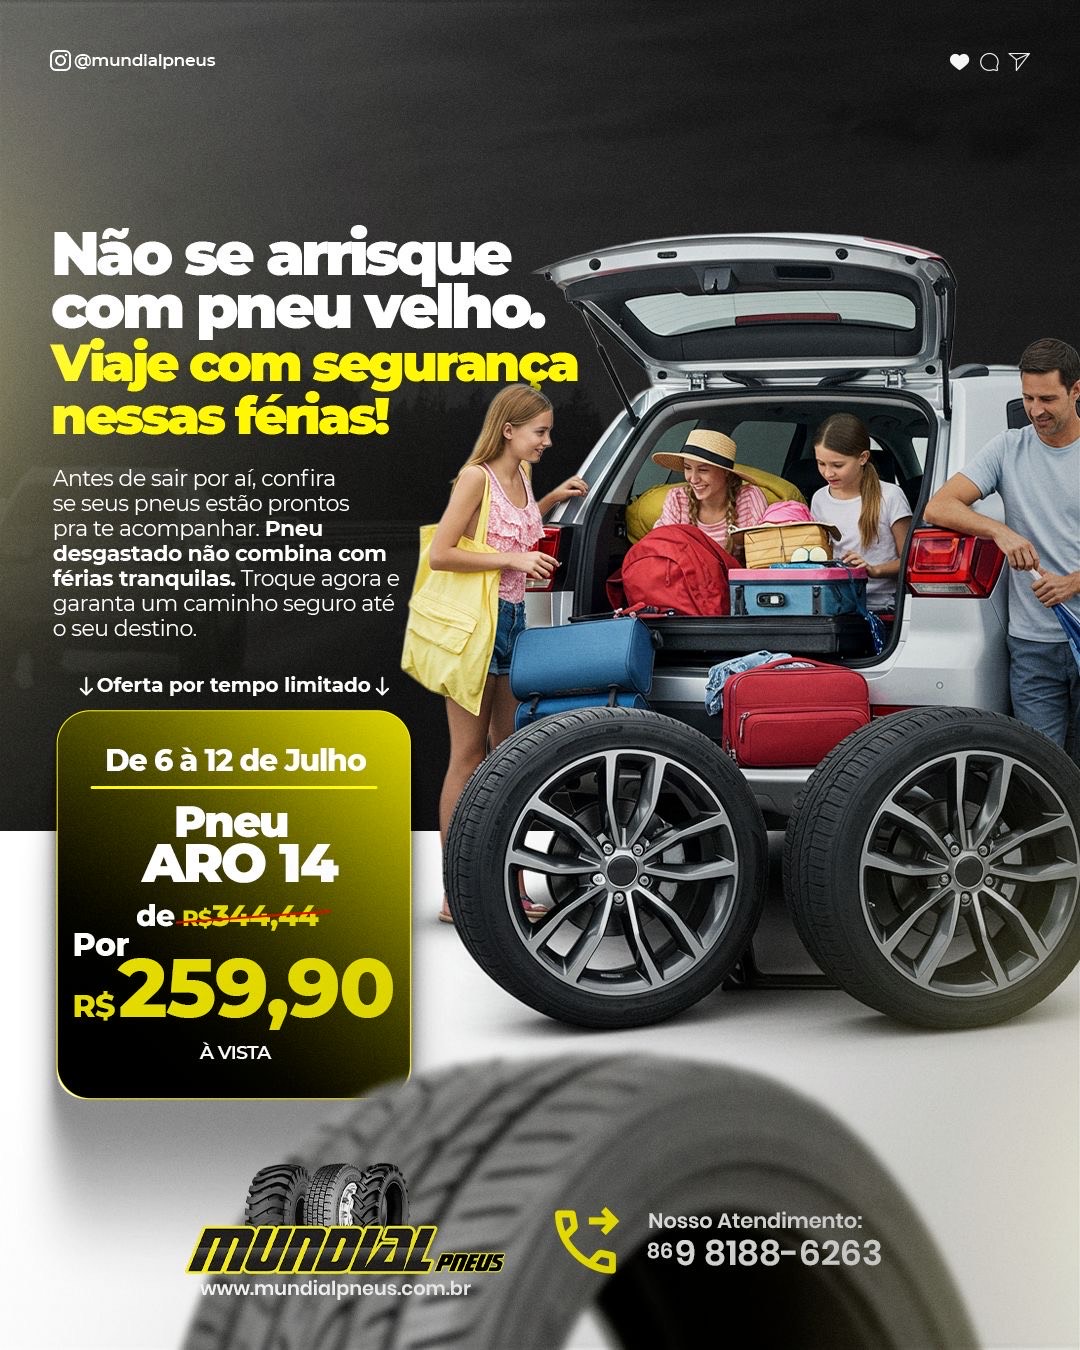 @mundialpneus
Não se arrisque
com pneu velho.
Viaje com segurança
nessas férias!
Antes de sair por aí, confira
se seus pneus estão prontos
pra te acompanhar. Pneu
desgastado não combina com
férias tranquilas. Troque agora e
garanta um caminho seguro até
o seu destino.
↓Oferta por tempo limitado↓
De 6 à 12 de Julho
Pneu
ARO 14
de R$344,44
Por
R$259,90
À VISTA
MUNDIAL PNEUS
www.mundialpneus.com.br
Nosso Atendimento:
869 8188-6263